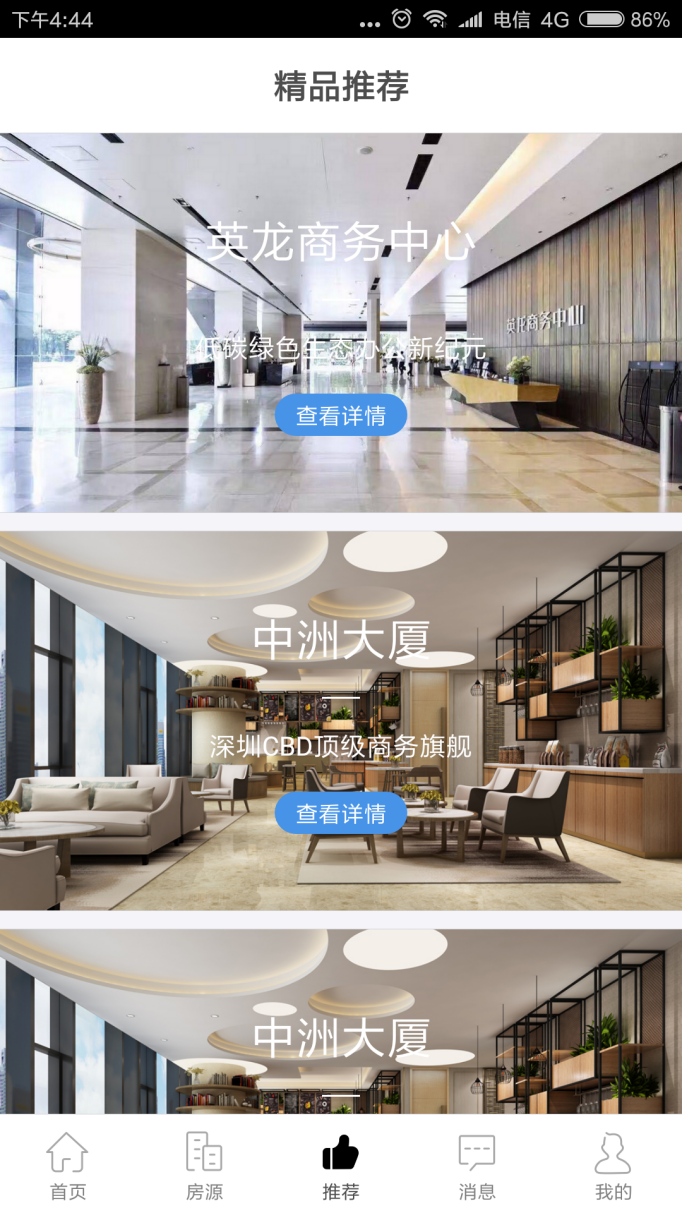 下午4:44
电信 4G 86%
精品推荐
英龙商务中心
英龙商务中心
低碳绿色生态办公新纪元
查看详情
中洲大厦
深圳CBD顶级商务旗舰
查看详情
中洲大厦
首页
房源
推荐
消息
我的